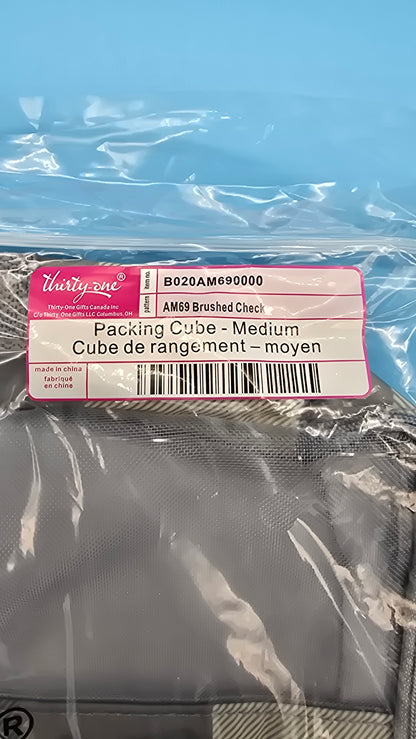 thirty-one®
Thirty-One Gifts Canada Inc
C/o Thirty-One Gifts LLC Columbus, OH
item no.
B020AM690000
pattern
AM69 Brushed Check
Packing Cube - Medium
Cube de rangement – moyen
made in china
fabriqué
en chine
®